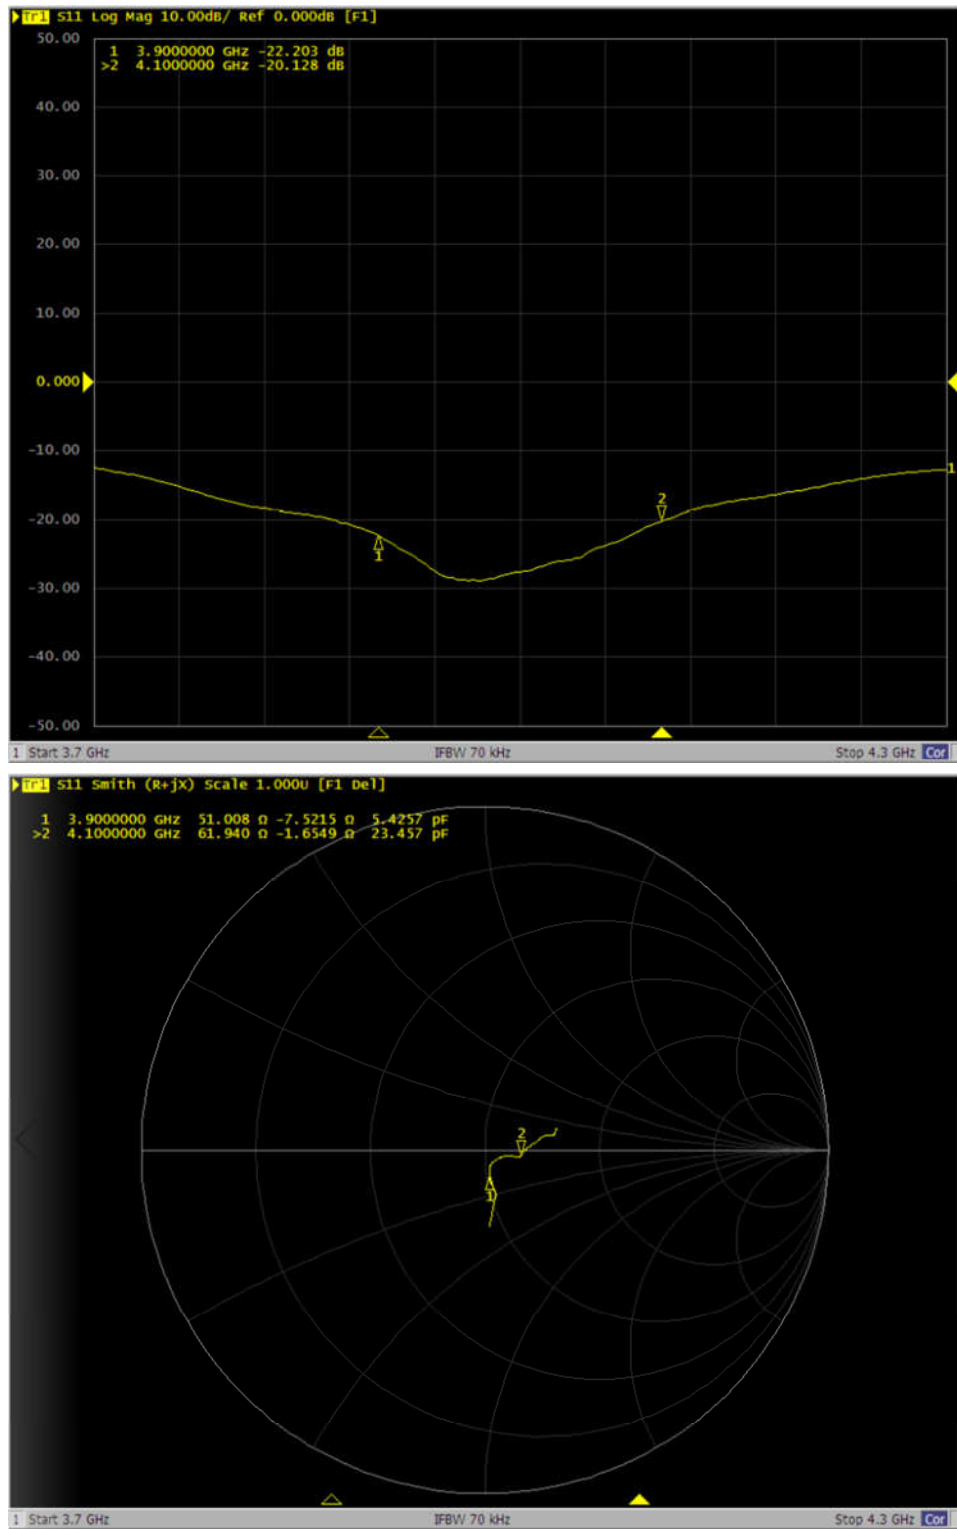 Tr1 S11 Log Mag 10.00dB/ Ref 0.000dB [F1]
50.00
1 3.9000000 GHz -22.203 dB
>2 4.1000000 GHz -20.128 dB
40.00
30.00
20.00
10.00
0.000
-10.00
1
2
-20.00
1
-30.00
-40.00
-50.00
1 Start 3.7 GHz IFBW 70 kHz Stop 4.3 GHz Cor
Tr1 S11 Smith (R+jX) Scale 1.000U [F1 Del]
1 3.9000000 GHz 51.008 Ω -7.5215 Ω 5.4257 pF
>2 4.1000000 GHz 61.940 Ω -1.6549 Ω 23.457 pF
2
1
1 Start 3.7 GHz IFBW 70 kHz Stop 4.3 GHz Cor